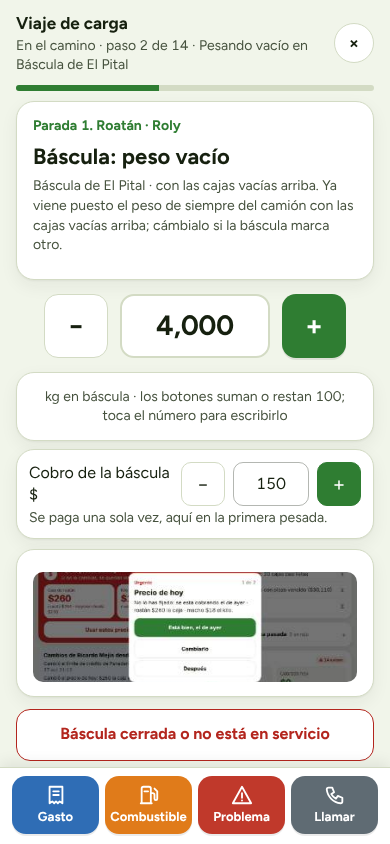 Viaje de carga
En el camino · paso 2 de 14 · Pesando vacío en
Báscula de El Pital
×
Parada 1. Roatán · Roly
Báscula: peso vacío
Báscula de El Pital · con las cajas vacías arriba. Ya
viene puesto el peso de siempre del camión con las
cajas vacías arriba; cámbialo si la báscula marca
otro.
− 4,000 +
kg en báscula · los botones suman o restan 100;
toca el número para escribirlo
Cobro de la báscula
$
− 150 +
Se paga una sola vez, aquí en la primera pesada.
Urgente
Precio de hoy
$260
Está bien, el de ayer
Cambiarlo
Después
Báscula cerrada o no está en servicio
Gasto Combustible Problema Llamar